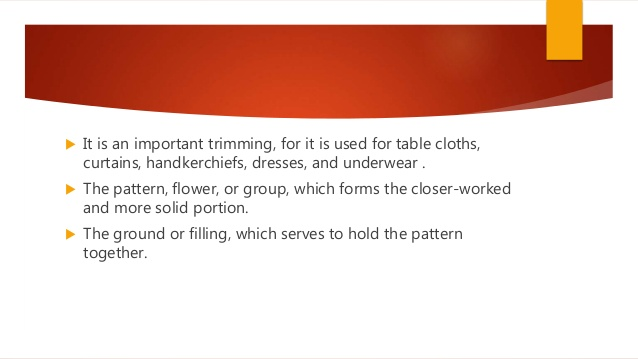 It is an important trimming, for it is used for table cloths,
curtains, handkerchiefs, dresses, and underwear .
The pattern, flower, or group, which forms the closer-worked
and more solid portion.
The ground or filling, which serves to hold the pattern
together.